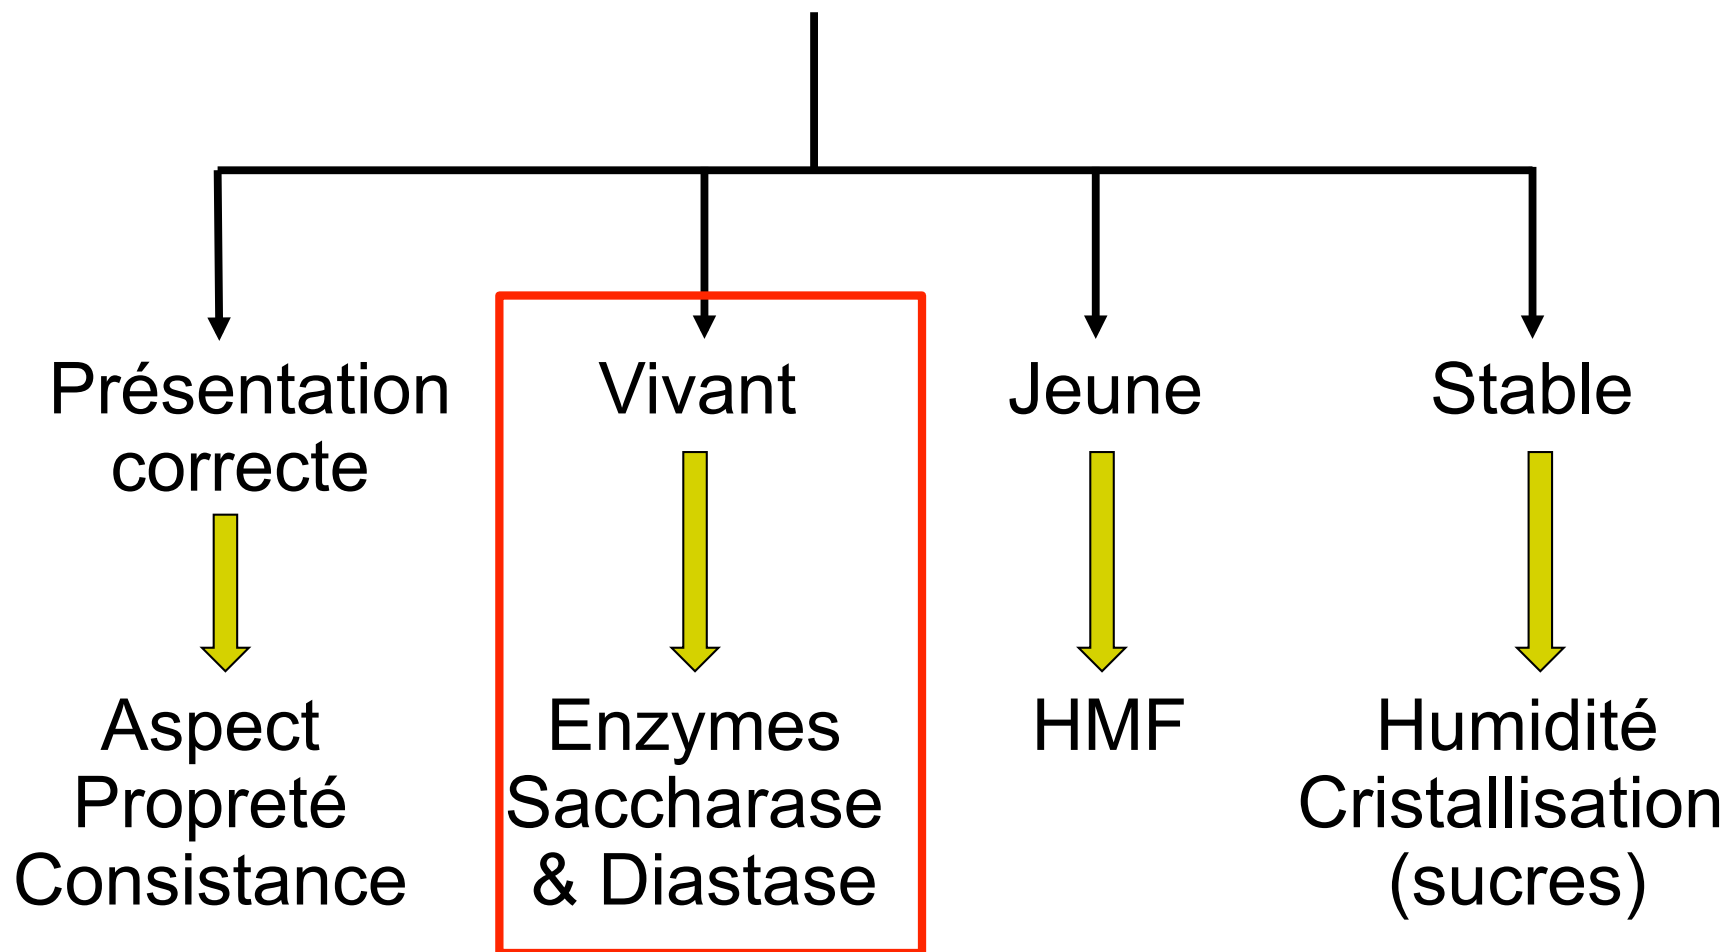 Présentation
correcte
Vivant
Jeune
Stable
Aspect
Propreté
Consistance
Enzymes
Saccharase
& Diastase
HMF
Humidité
Cristallisation
(sucres)